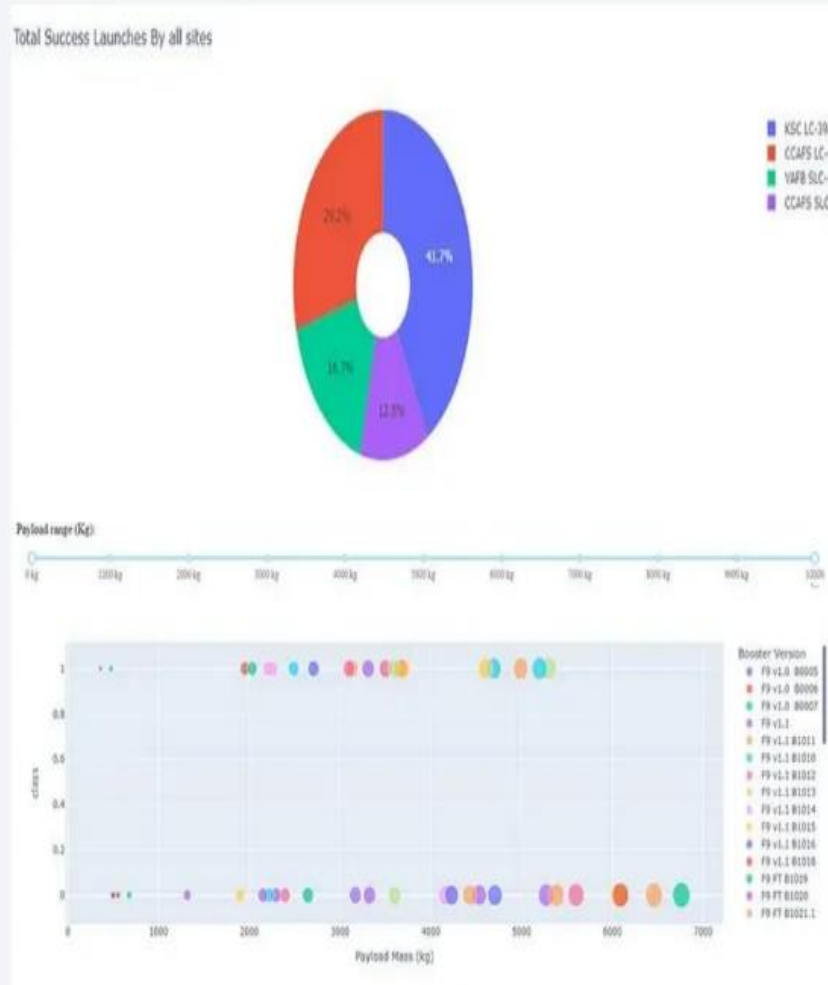 Total Success Launches By all sites
KSC LC-39
CCAFS LC-
VAFB SLC-
CCAFS SLC
29.2%
41.7%
16.7%
12.5%
Payload range (Kg):
0 kg 1000 kg 2000 kg 3000 kg 4000 kg 5000 kg 6000 kg 7000 kg 8000 kg 9000 kg 10000
Booster Version
F9 v1.0 B0005
F9 v1.0 B0006
F9 v1.0 B0007
F9 v1.1
F9 v1.1 B1011
F9 v1.1 B1010
F9 v1.1 B1012
F9 v1.1 B1013
F9 v1.1 B1014
F9 v1.1 B1015
F9 v1.1 B1016
F9 v1.1 B1018
F9 FT B1019
F9 FT B1020
F9 FT B1021.1
class
1
0.8
0.6
0.4
0.2
0
0 1000 2000 3000 4000 5000 6000 7000
Payload Mass (kg)